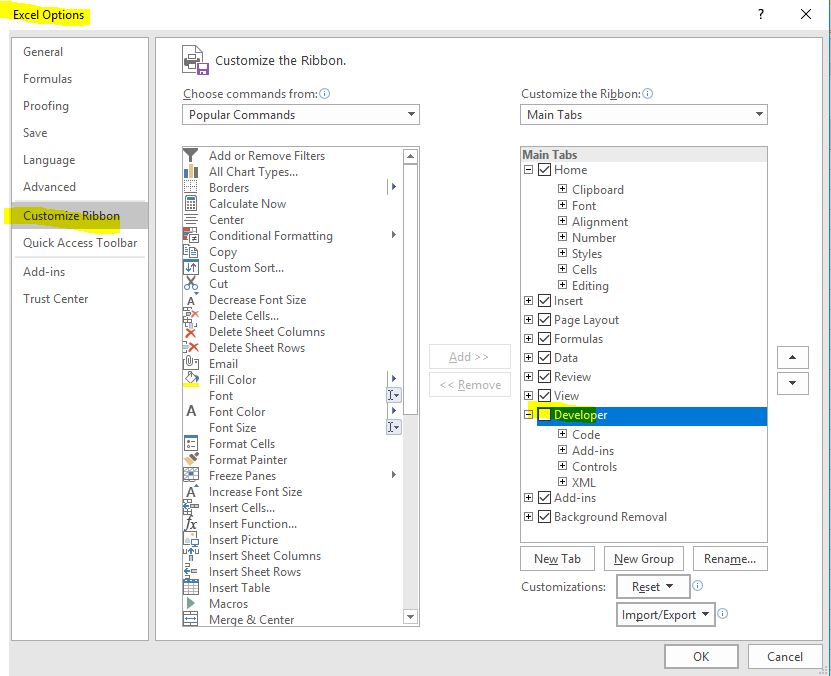 Excel Options
?
General
Formulas
Proofing
Save
Language
Advanced
Customize Ribbon
Quick Access Toolbar
Add-ins
Trust Center
Customize the Ribbon.
Choose commands from:
Popular Commands
Add or Remove Filters
All Chart Types...
Borders
Calculate Now
Center
Conditional Formatting
Copy
Custom Sort...
Cut
Decrease Font Size
Delete Cells...
Delete Sheet Columns
Delete Sheet Rows
Email
Fill Color
Font
Font Color
Font Size
Format Cells
Format Painter
Freeze Panes
Increase Font Size
Insert Cells...
Insert Function...
Insert Picture
Insert Sheet Columns
Insert Sheet Rows
Insert Table
Macros
Merge & Center
Add >>
<< Remove
Customize the Ribbon:
Main Tabs
Main Tabs
Home
Clipboard
Font
Alignment
Number
Styles
Cells
Editing
Insert
Page Layout
Formulas
Data
Review
View
Developer
Code
Add-ins
Controls
XML
Add-ins
Background Removal
New Tab
New Group
Rename...
Customizations:
Reset
Import/Export
OK
Cancel